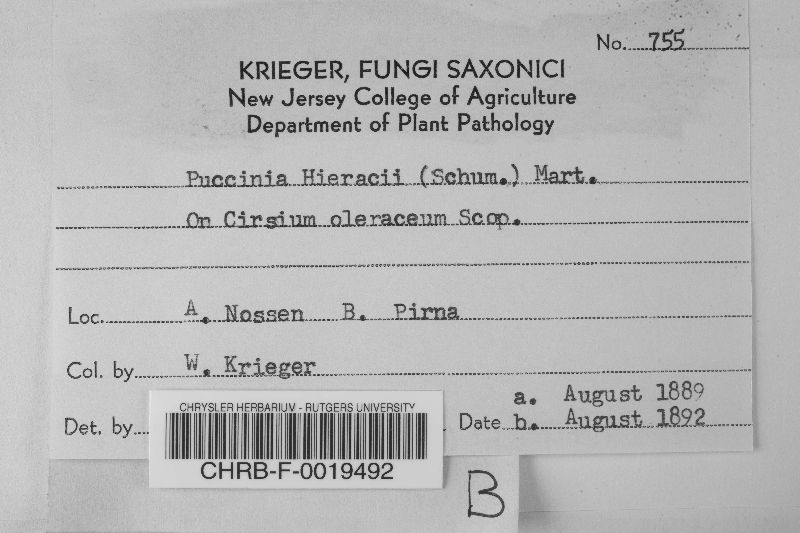 No. 755
KRIEGER, FUNGI SAXONICI
New Jersey College of Agriculture
Department of Plant Pathology
Puccinia Hieracii (Schum.) Mart.
On Cirsium oleraceum Scop.
Loc. A. Nossen B. Pirna
Col. by W. Krieger
a. August 1889
Det. by Date b. August 1892
CHRYSLER HERBARIUM - RUTGERS UNIVERSITY
CHRB-F-0019492
B